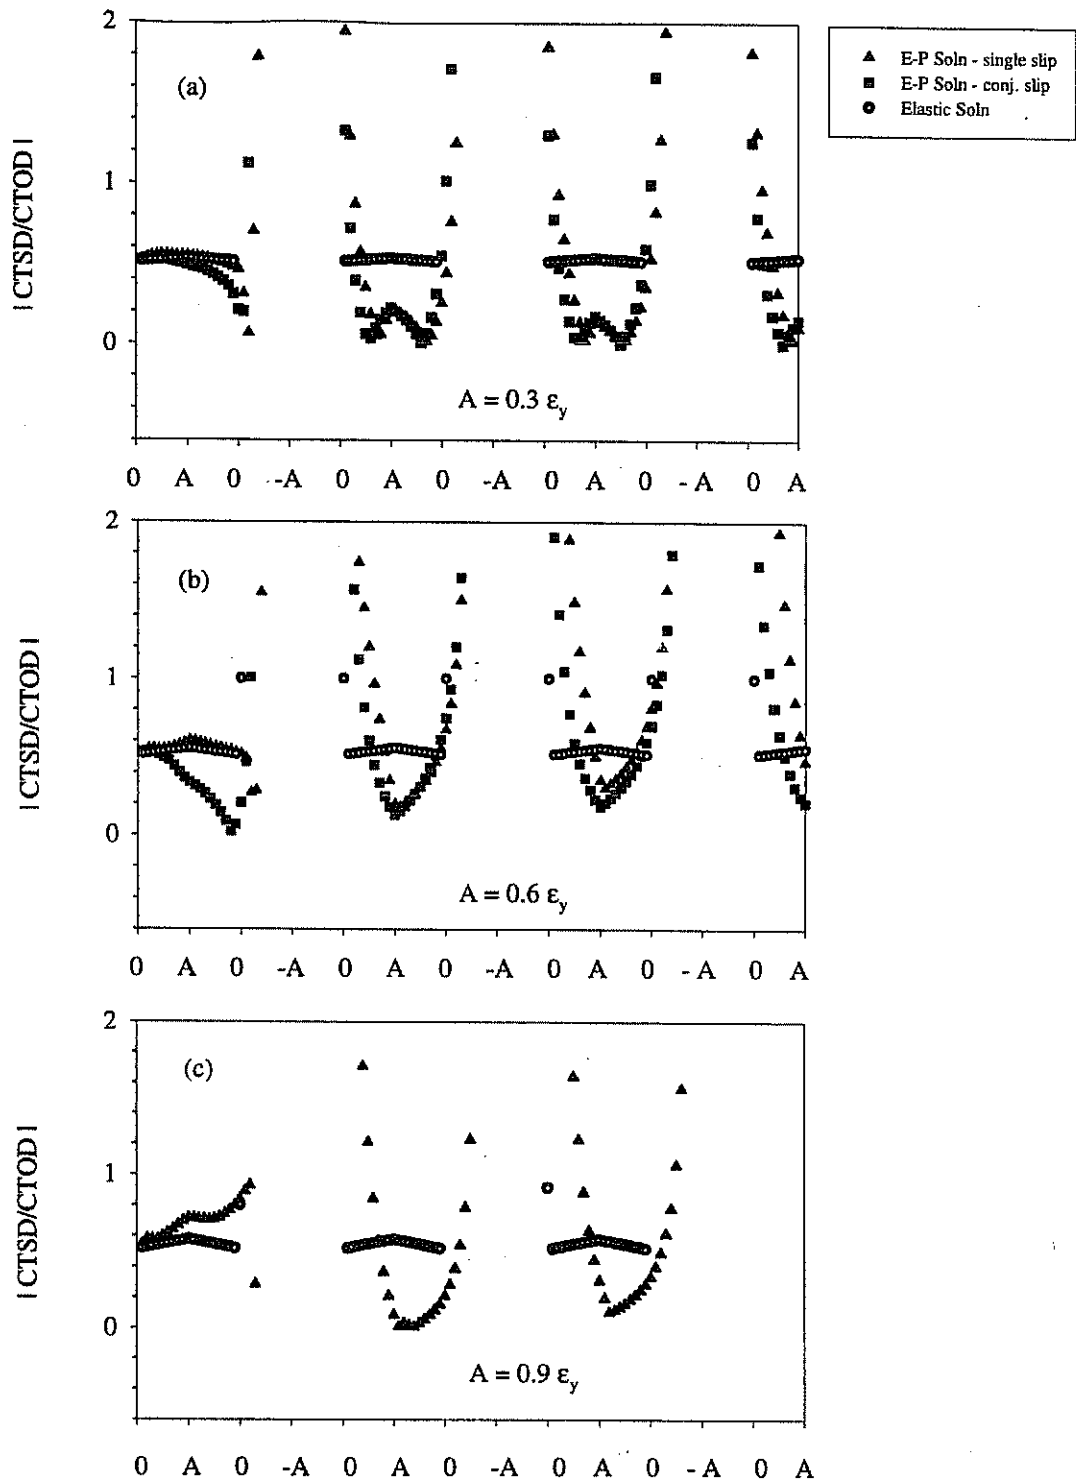 E-P Soln - single slip
E-P Soln - conj. slip
Elastic Soln
2
(a)
1
0
|CTSD/CTOD|
A = 0.3 εy
0 A 0 -A 0 A 0 -A 0 A 0 - A 0 A
2
(b)
1
0
|CTSD/CTOD|
A = 0.6 εy
0 A 0 -A 0 A 0 -A 0 A 0 - A 0 A
2
(c)
1
0
|CTSD/CTOD|
A = 0.9 εy
0 A 0 -A 0 A 0 -A 0 A 0 - A 0 A